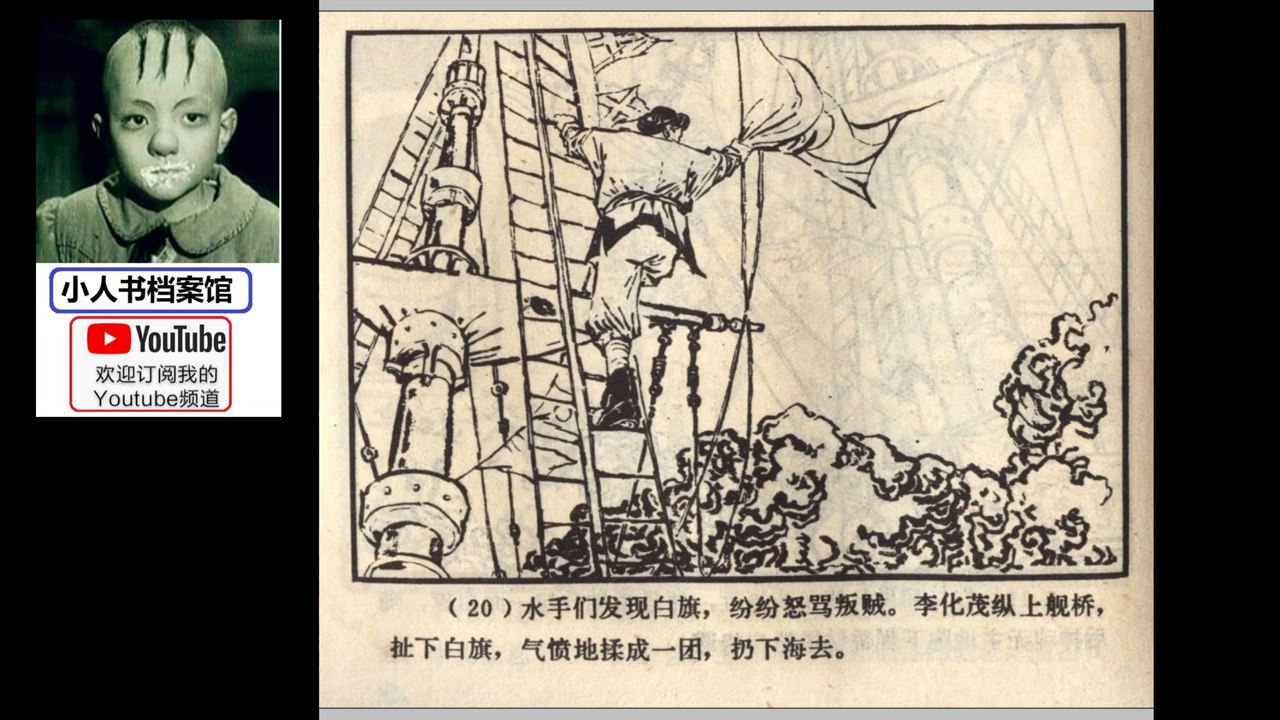 小人书档案馆
YouTube
欢迎订阅我的
Youtube频道
（20）水手们发现白旗，纷纷怒骂叛贼。李化茂纵上舰桥，
扯下白旗，气愤地揉成一团，扔下海去。